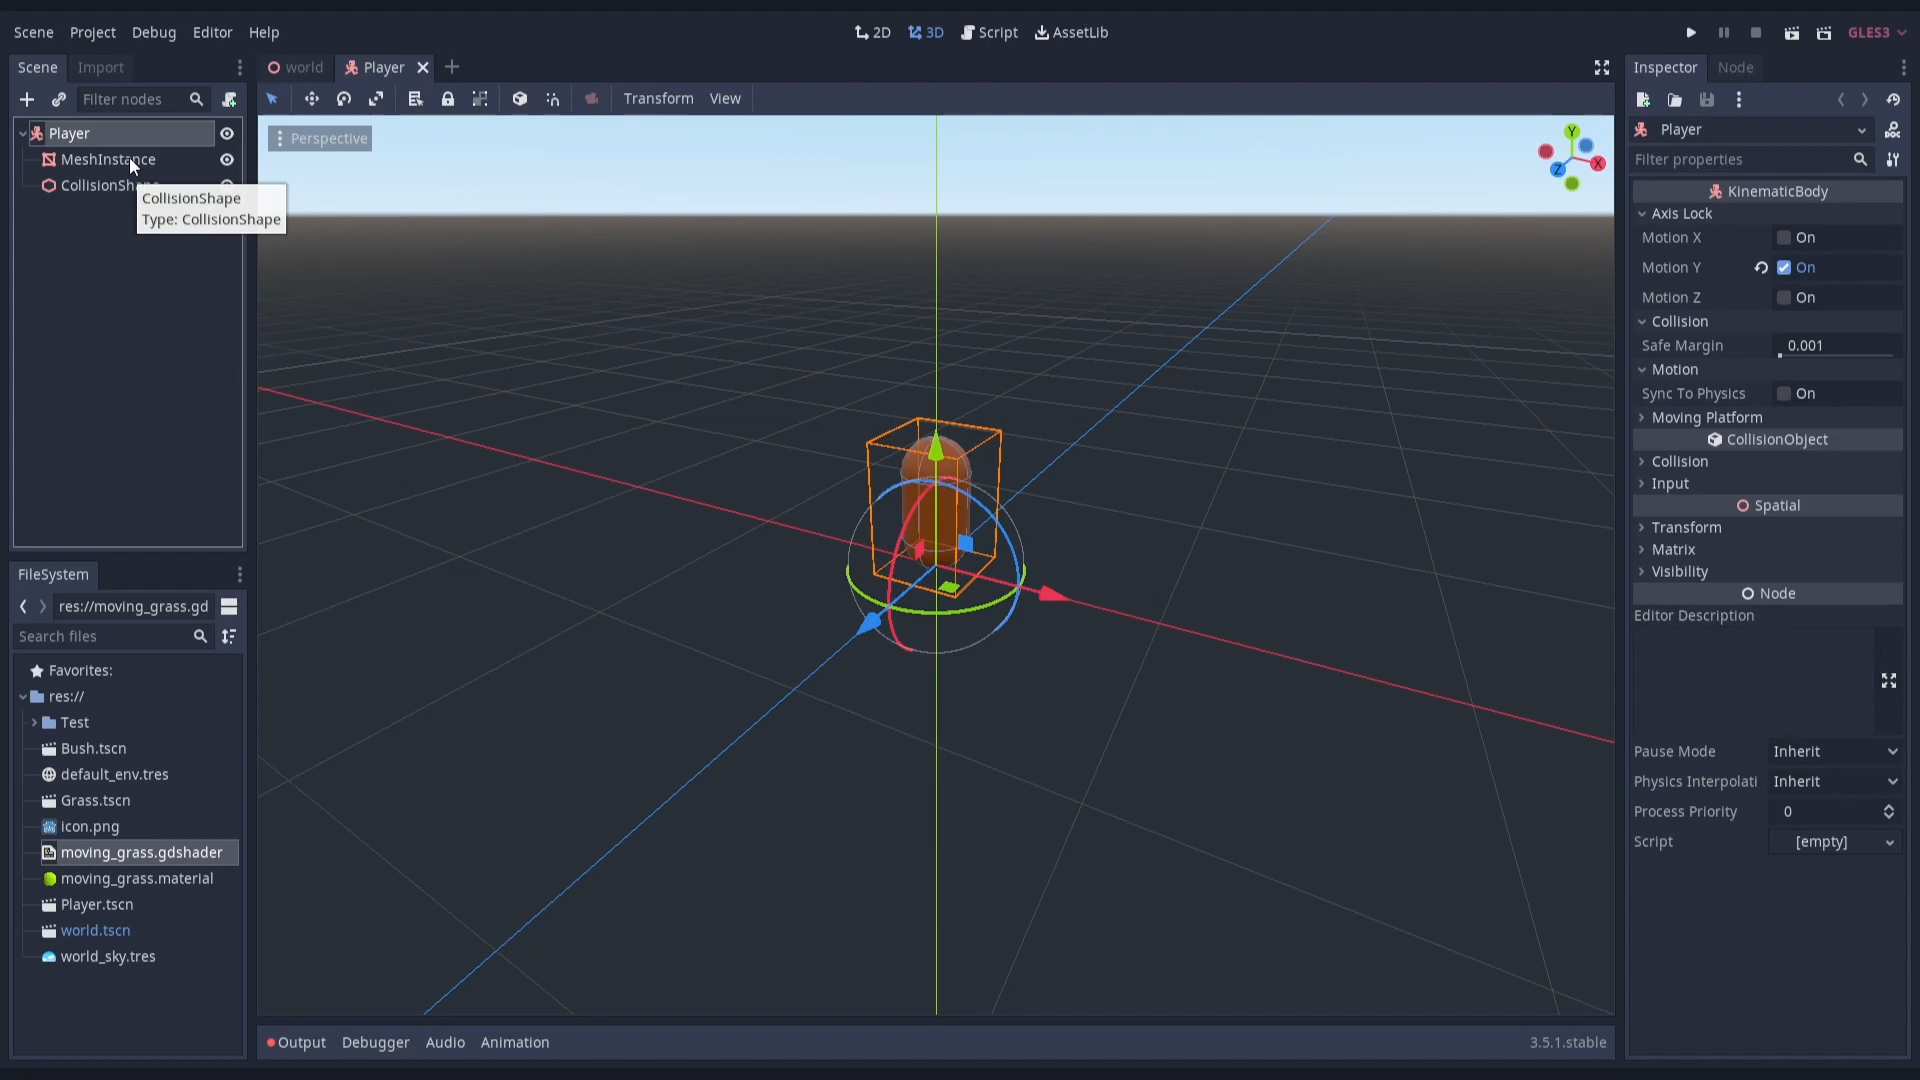 Scene Project Debug Editor Help
2D 3D Script AssetLib
GLES3
Scene Import
Filter nodes
Player
MeshInstance
CollisionSha
CollisionShape
Type: CollisionShape
FileSystem
res://moving_grass.gd
Search files
Favorites:
res://
Test
Bush.tscn
default_env.tres
Grass.tscn
icon.png
moving_grass.gdshader
moving_grass.material
Player.tscn
world.tscn
world_sky.tres
world Player
Transform View
Perspective
Y
X
Z
Output Debugger Audio Animation
3.5.1.stable
Inspector Node
Player
Filter properties
KinematicBody
Axis Lock
Motion X On
Motion Y On
Motion Z On
Collision
Safe Margin 0.001
Motion
Sync To Physics On
Moving Platform
CollisionObject
Collision
Input
Spatial
Transform
Matrix
Visibility
Node
Editor Description
Pause Mode Inherit
Physics Interpolati Inherit
Process Priority 0
Script [empty]